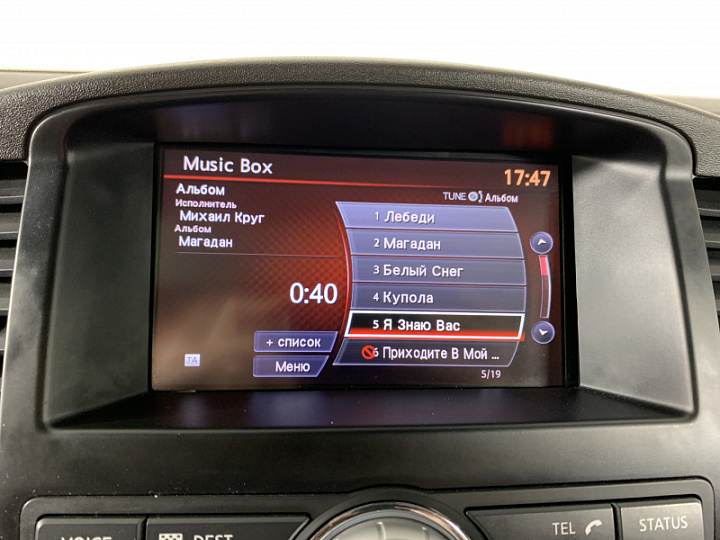 Music Box
17:47
Альбом
TUNE Альбом
Исполнитель
Михаил Круг
Альбом
Магадан
0:40
1 Лебеди
2 Магадан
3 Белый Снег
4 Купола
5 Я Знаю Вас
6 Приходите В Мой ...
+ список
Меню
TA
5/19
VOICE
DEST
TEL
STATUS